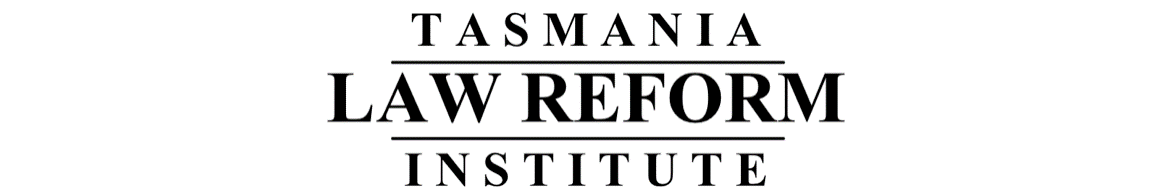 TASMANIA
LAW REFORM
INSTITUTE